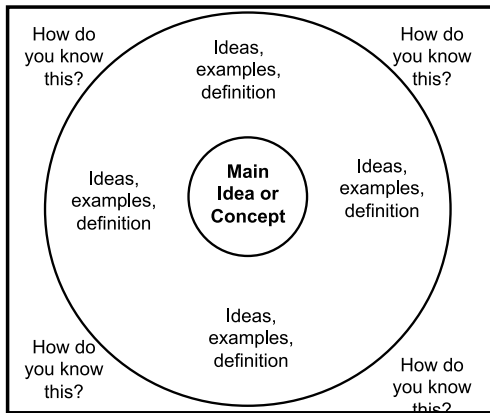 How do
you know
this?
Ideas,
examples,
definition
How do
you know
this?
Ideas,
examples,
definition
Main
Idea or
Concept
Ideas,
examples,
definition
Ideas,
examples,
definition
How do
you know
this?
How do
you know
this?